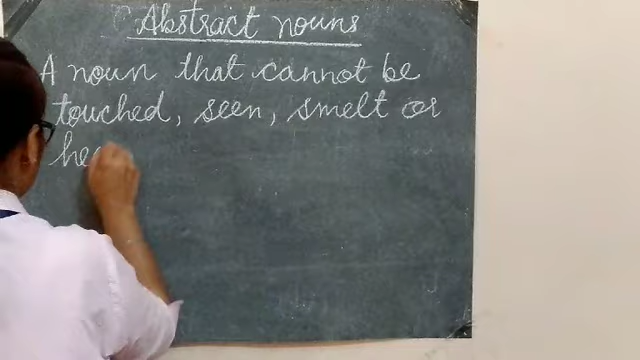 Abstract nouns
A noun that cannot be
touched, seen, smelt or
hea